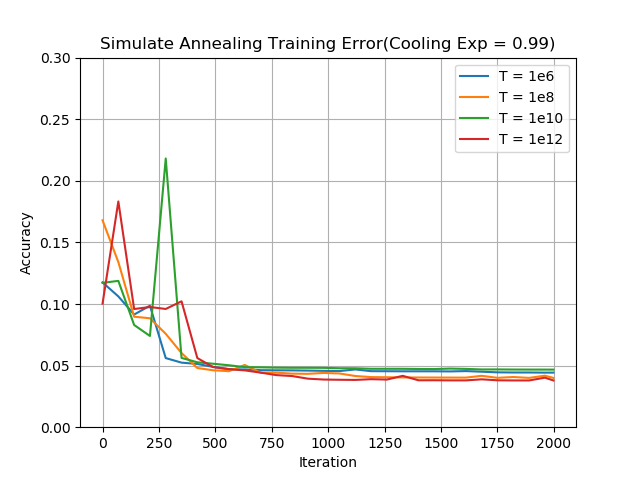 Simulate Annealing Training Error(Cooling Exp = 0.99)
0.30
0.25
0.20
0.15
0.10
0.05
0.00
Accuracy
T = 1e6
T = 1e8
T = 1e10
T = 1e12
0 250 500 750 1000 1250 1500 1750 2000
Iteration